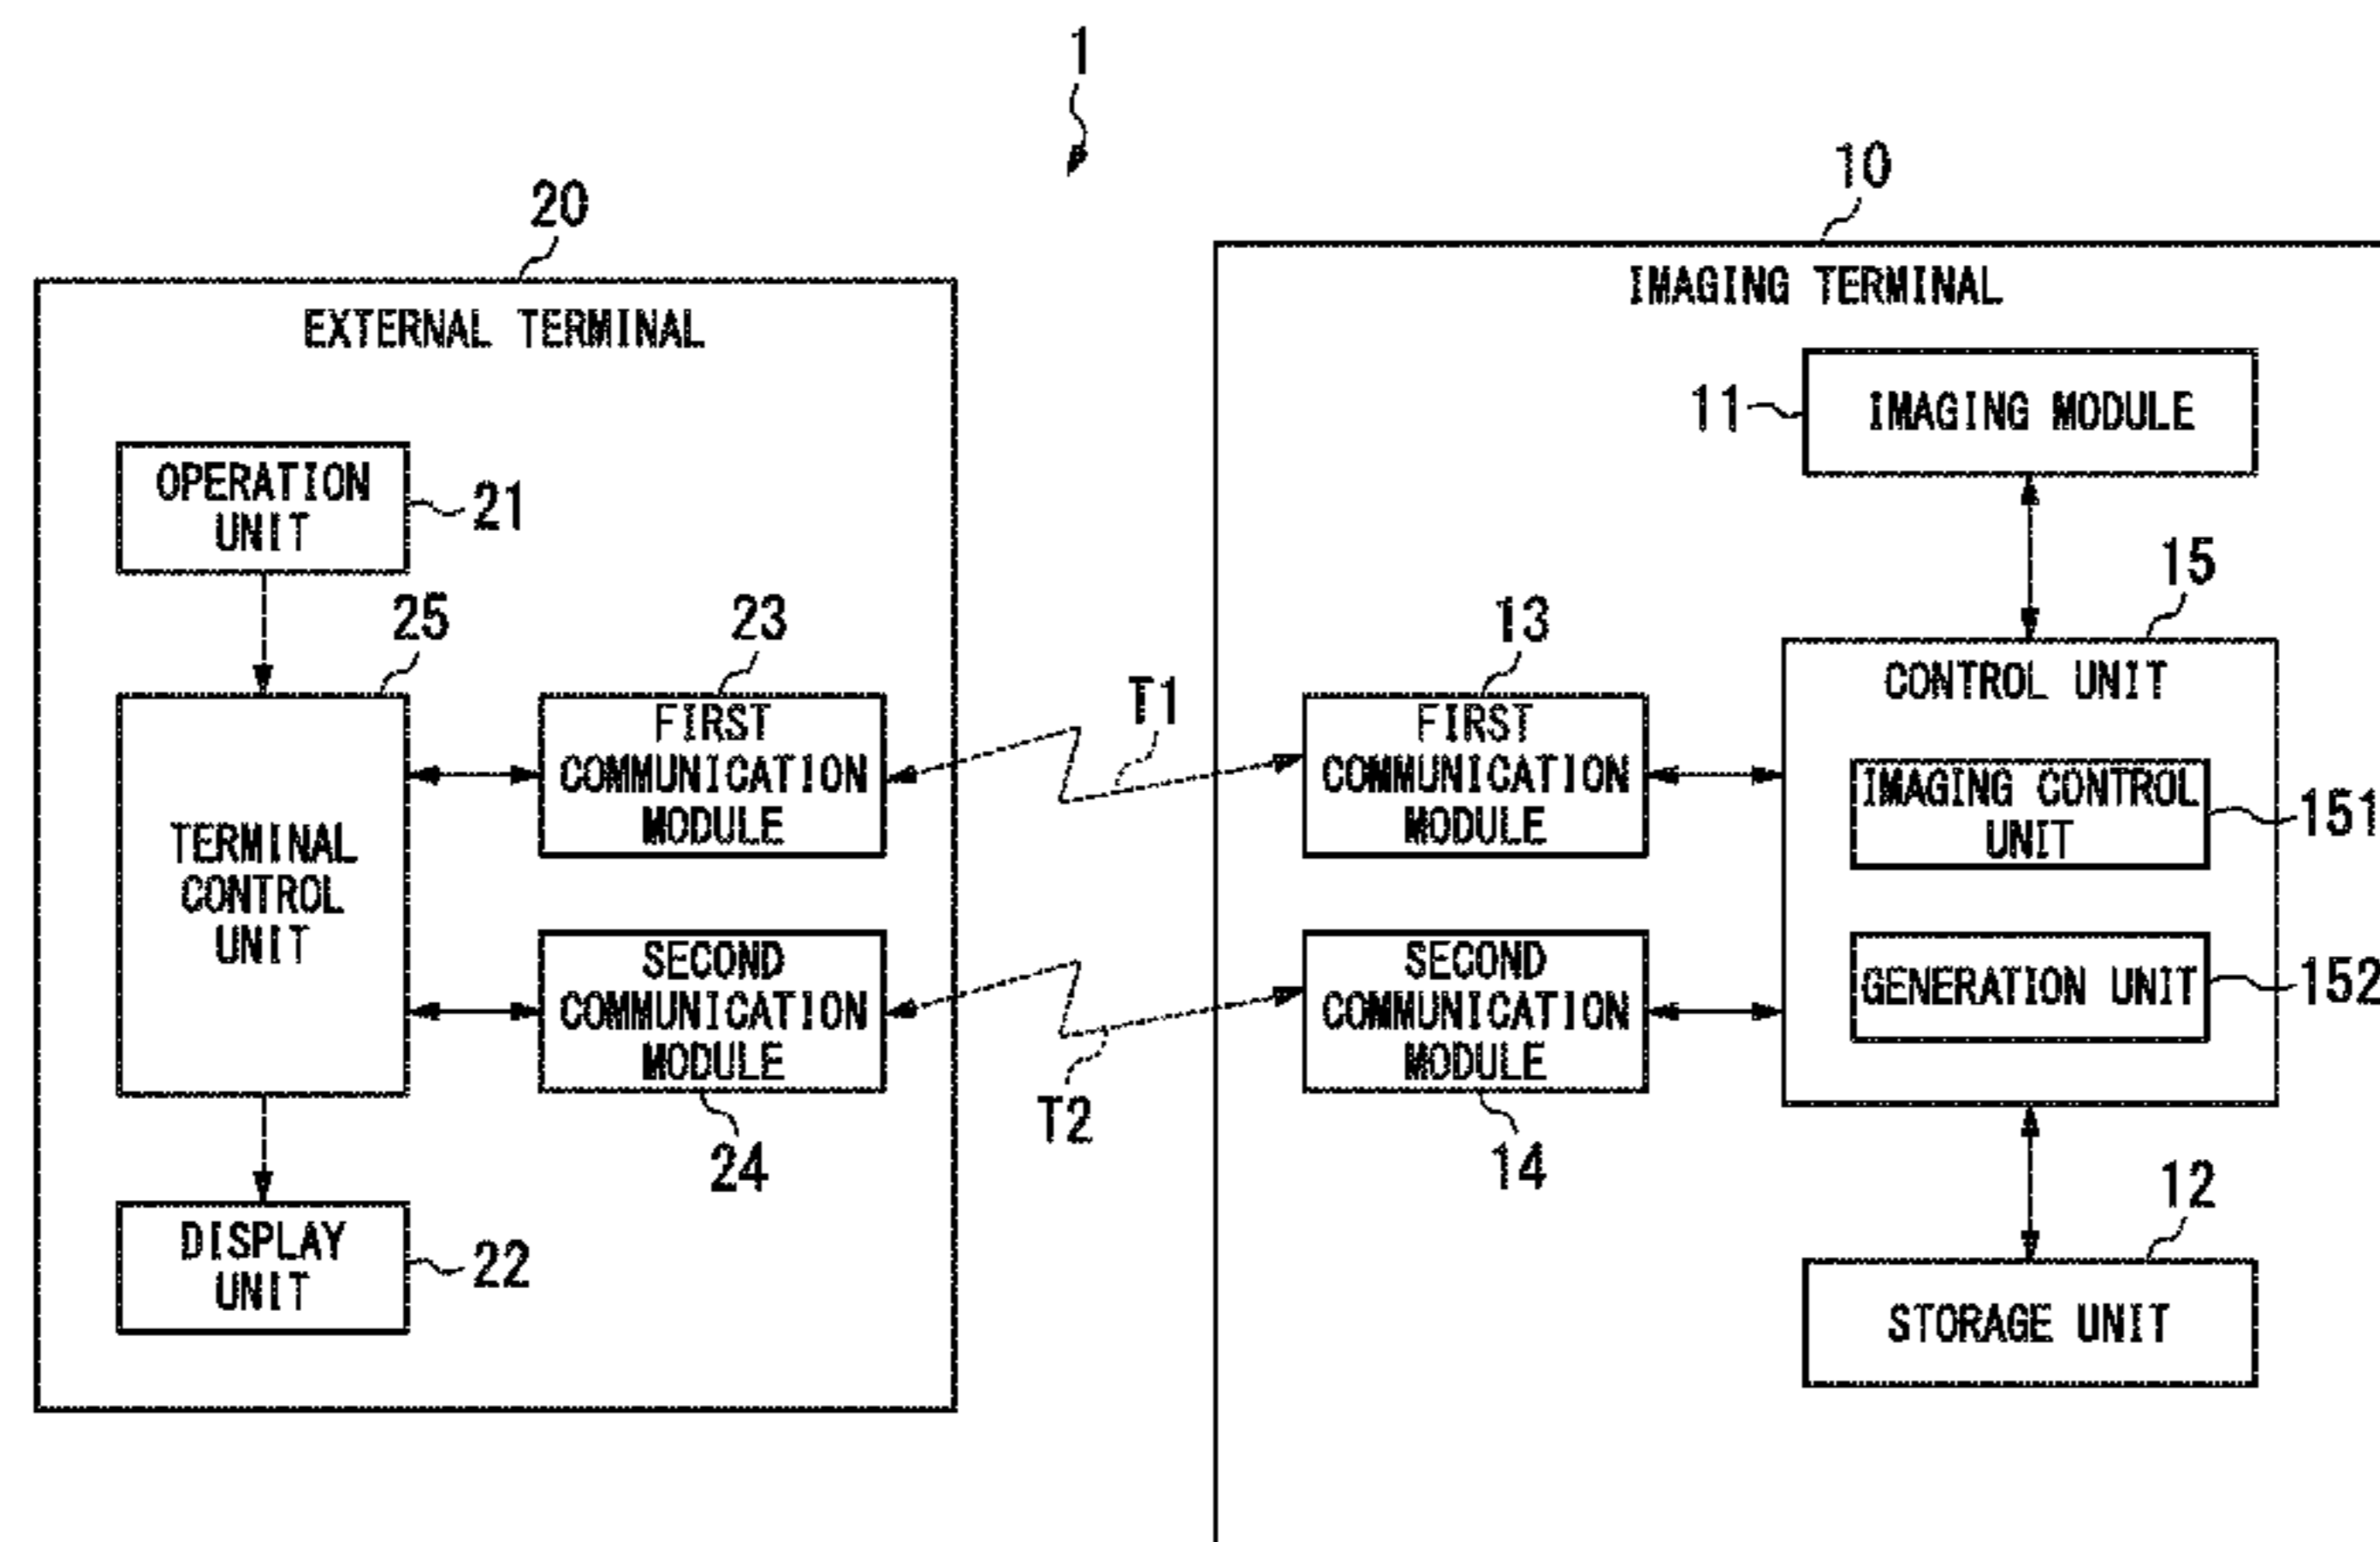 1
20
EXTERNAL TERMINAL
OPERATION
UNIT
21
25
TERMINAL
CONTROL
UNIT
23
FIRST
COMMUNICATION
MODULE
SECOND
COMMUNICATION
MODULE
24
DISPLAY
UNIT
22
T1
T2
10
IMAGING TERMINAL
11
IMAGING MODULE
13
FIRST
COMMUNICATION
MODULE
SECOND
COMMUNICATION
MODULE
14
15
CONTROL UNIT
IMAGING CONTROL
UNIT
151
GENERATION UNIT
152
12
STORAGE UNIT